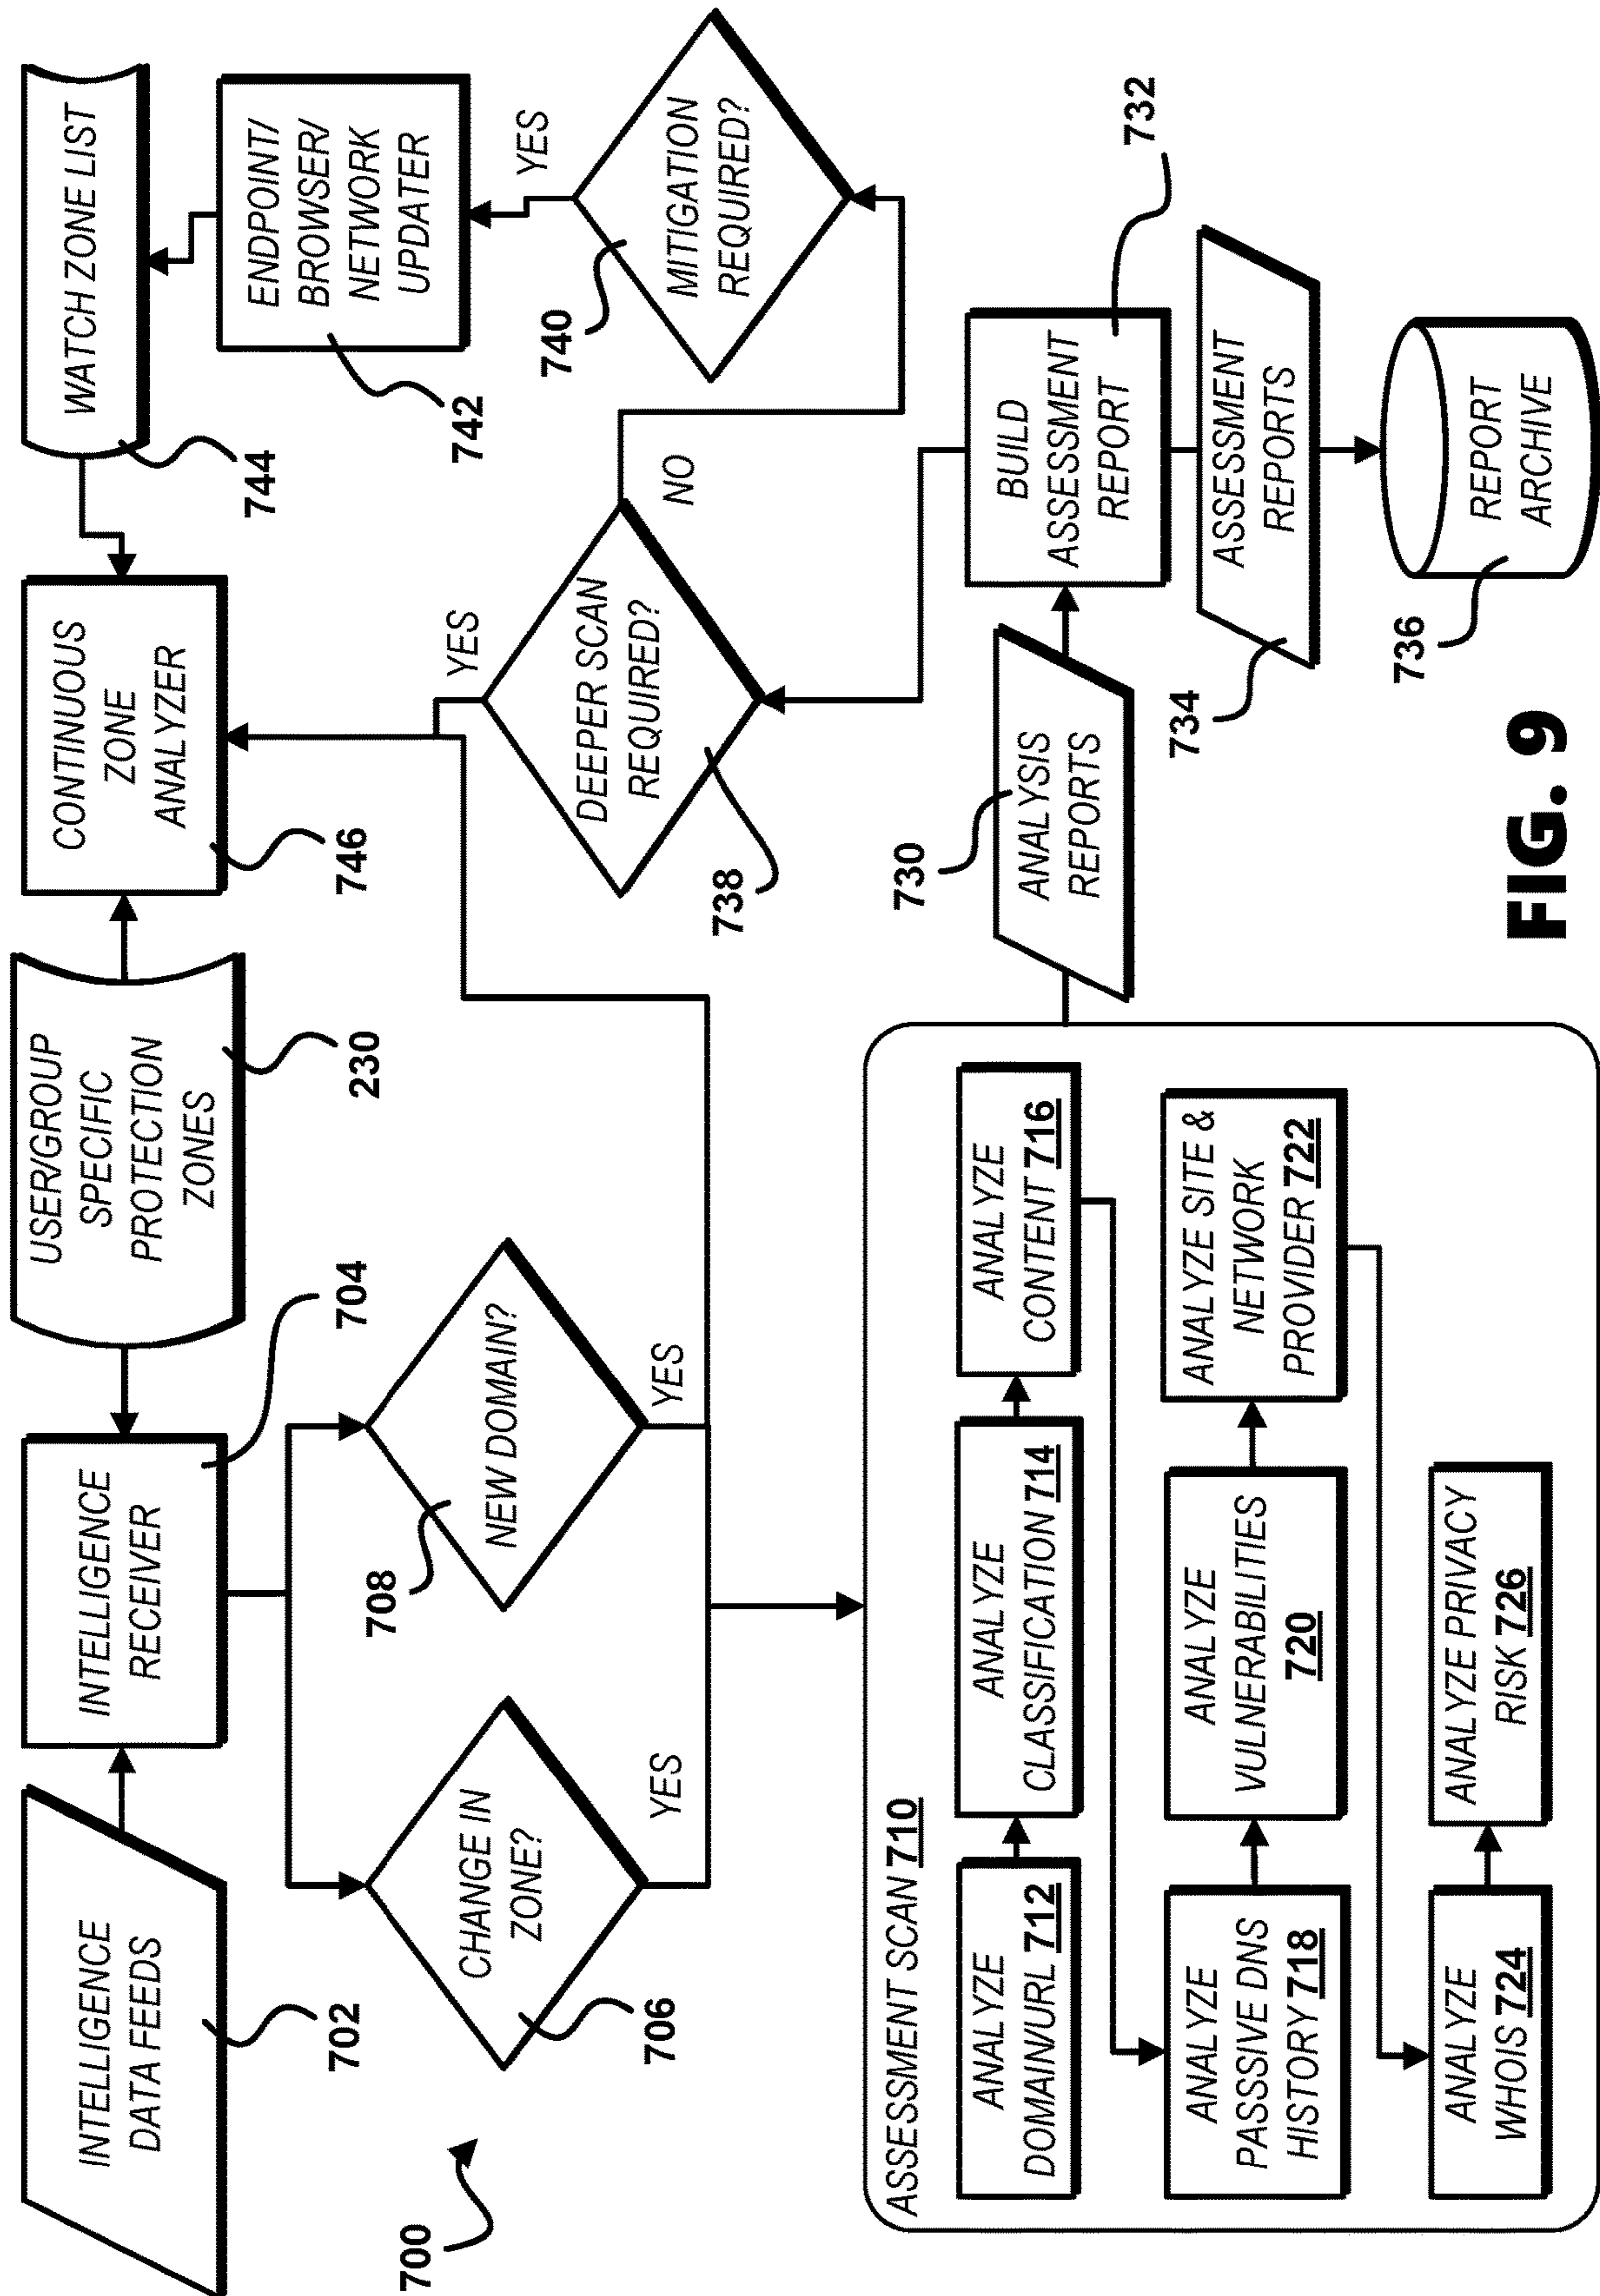 INTELLIGENCE
DATA FEEDS
702
INTELLIGENCE
RECEIVER
704
USER/GROUP
SPECIFIC
PROTECTION
ZONES
230
CONTINUOUS
ZONE
ANALYZER
746
WATCH ZONE LIST
744
ENDPOINT/
BROWSER/
NETWORK
UPDATER
742
YES
MITIGATION
REQUIRED?
740
700
CHANGE IN
ZONE?
706
YES
NEW DOMAIN?
708
YES
DEEPER SCAN
REQUIRED?
738
YES
NO
ASSESSMENT SCAN 710
ANALYZE
DOMAIN\URL 712
ANALYZE
CLASSIFICATION 714
ANALYZE
CONTENT 716
ANALYZE
PASSSIVE DNS
HISTORY 718
ANALYZE
VULNERABILITIES
720
ANALYZE SITE &
NETWORK
PROVIDER 722
ANALYZE
WHOIS 724
ANALYZE PRIVACY
RISK 726
730
ANALYSIS
REPORTS
BUILD
ASSESSMENT
REPORT
732
734
ASSESSMENT
REPORTS
736
REPORT
ARCHIVE
FIG. 9